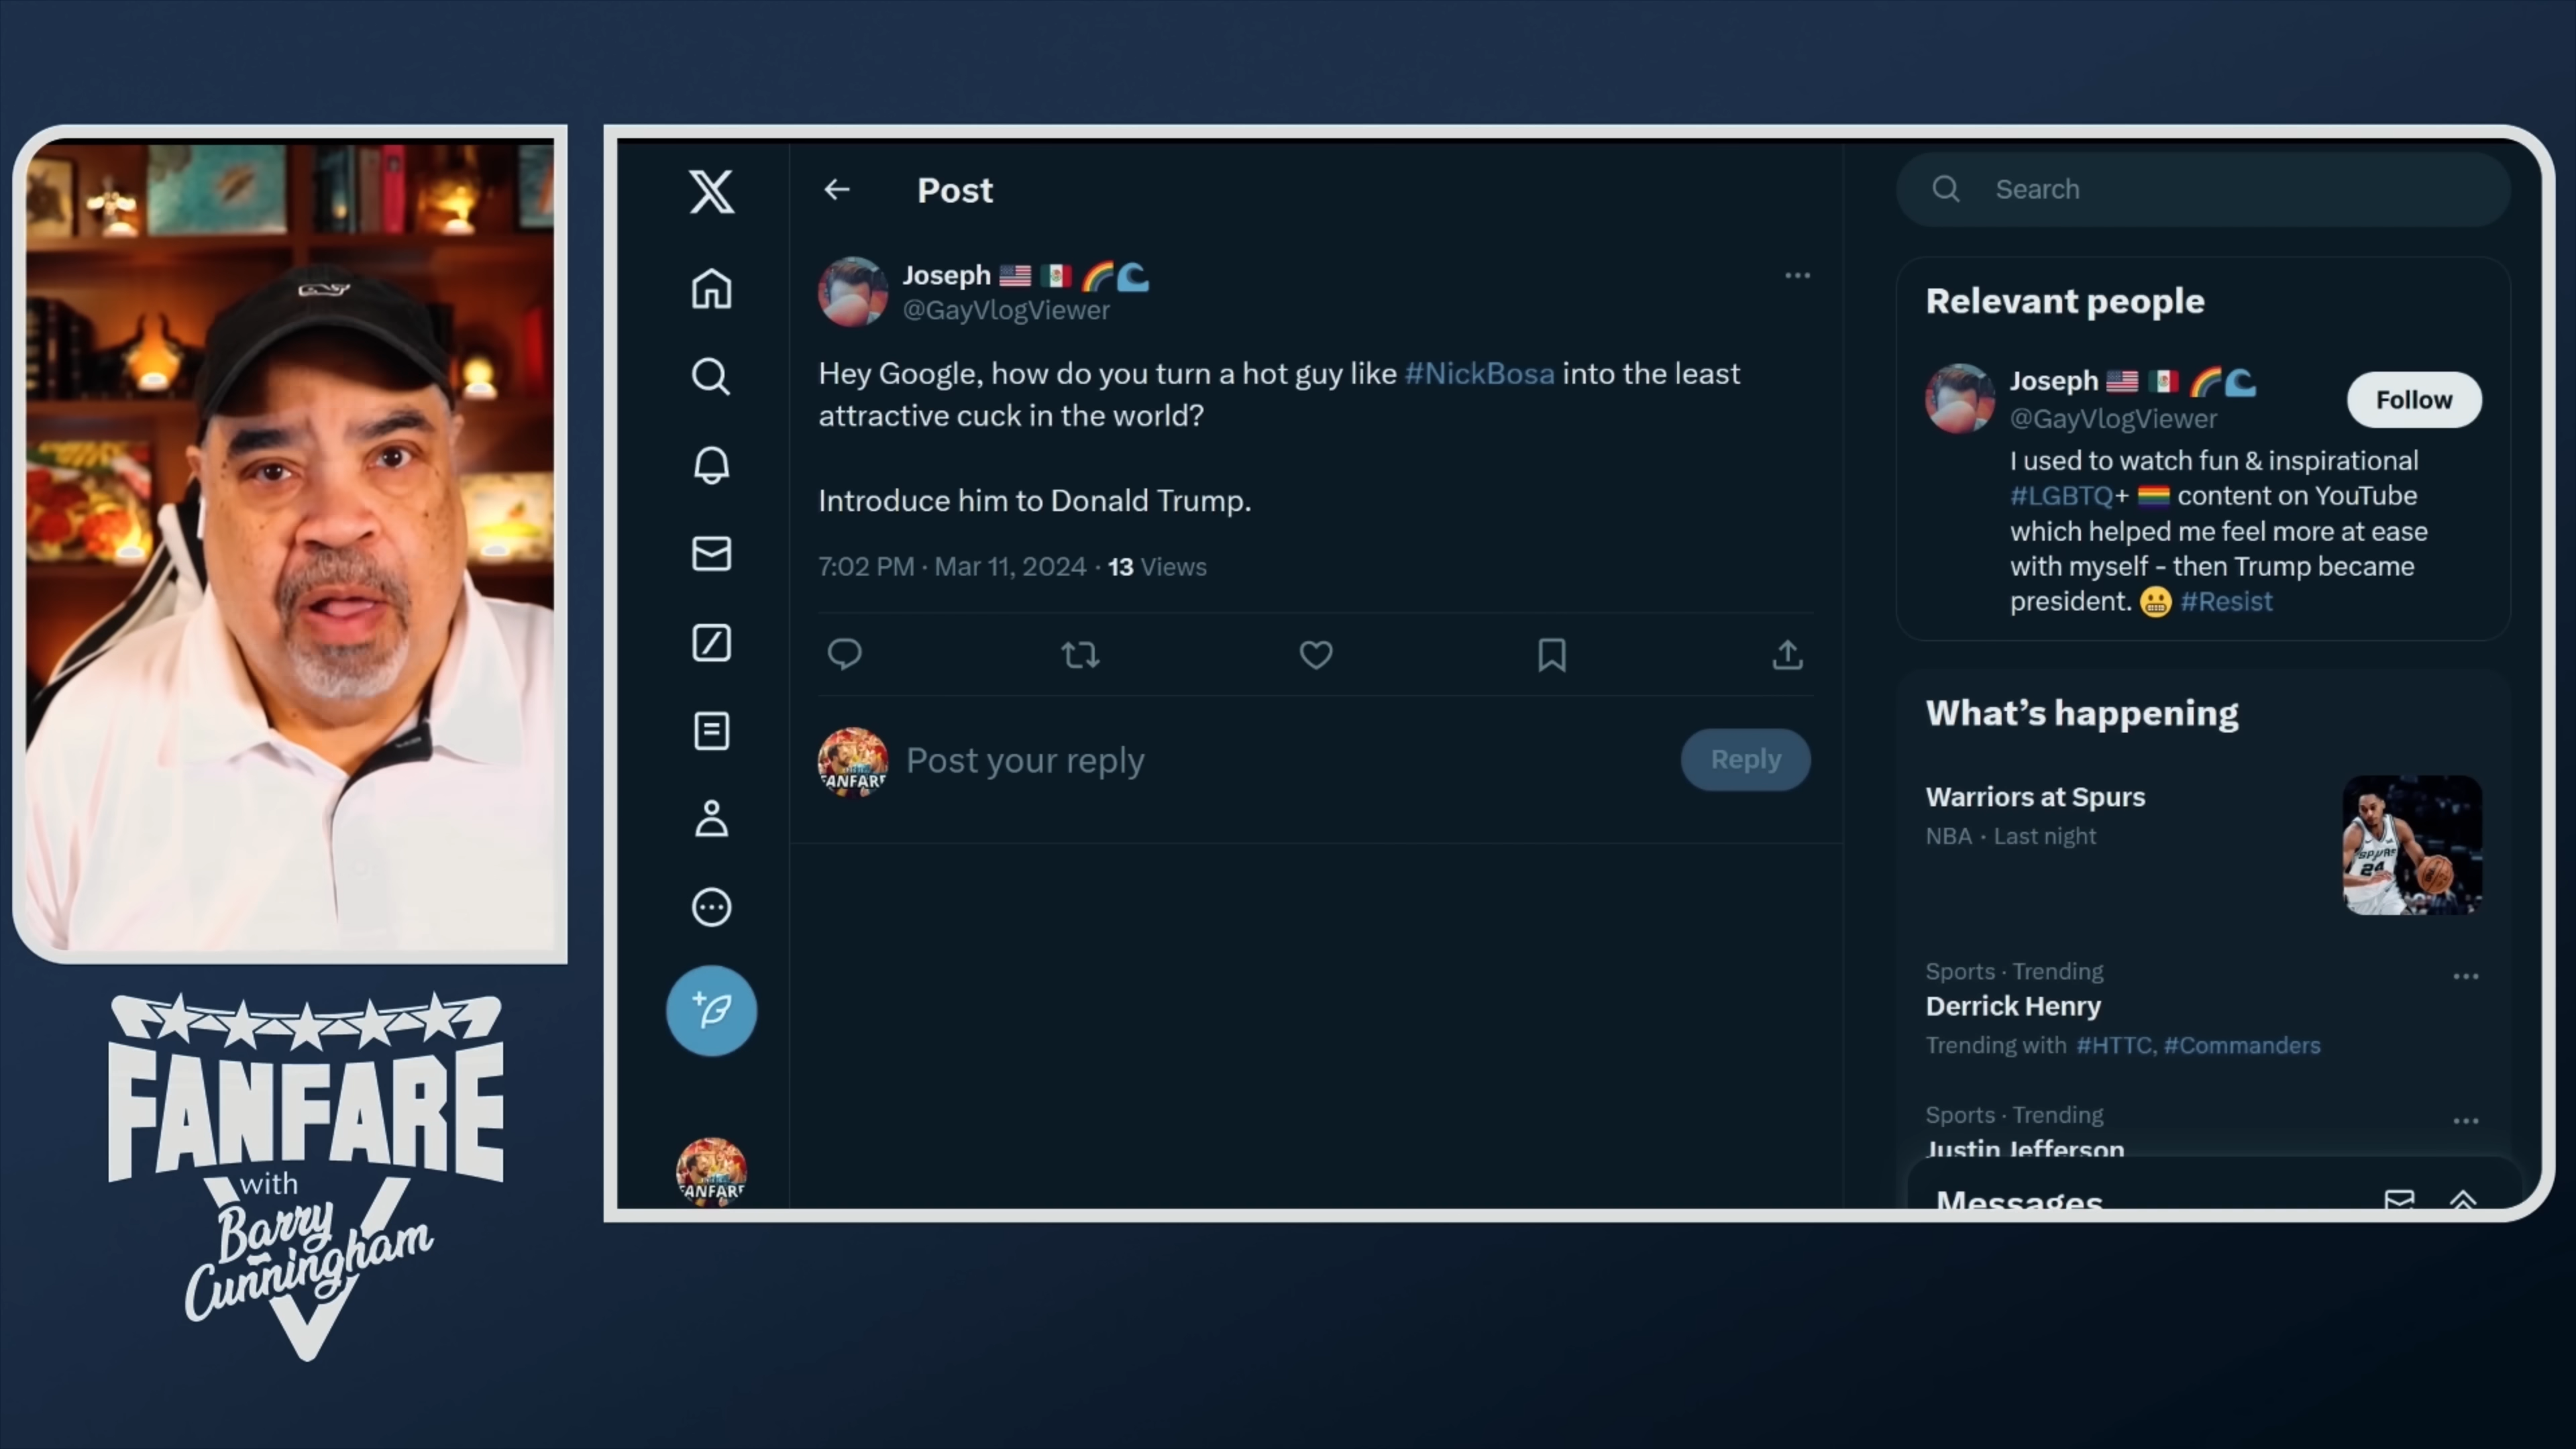 Post
Search
Joseph
@GayVlogViewer
Hey Google, how do you turn a hot guy like #NickBosa into the least
attractive cuck in the world?
Introduce him to Donald Trump.
7:02 PM · Mar 11, 2024 · 13 Views
FANFARE
Post your reply
Reply
FANFARE
Relevant people
Joseph
@GayVlogViewer
Follow
I used to watch fun & inspirational
#LGBTQ+ 🏳️‍🌈 content on YouTube
which helped me feel more at ease
with myself - then Trump became
president. 😬 #Resist
What's happening
Warriors at Spurs
NBA · Last night
SPURS
24
Sports · Trending
Derrick Henry
Trending with #HTTC, #Commanders
Sports · Trending
Justin Jefferson
Messages
FANFARE
with
Barry
Cunningham